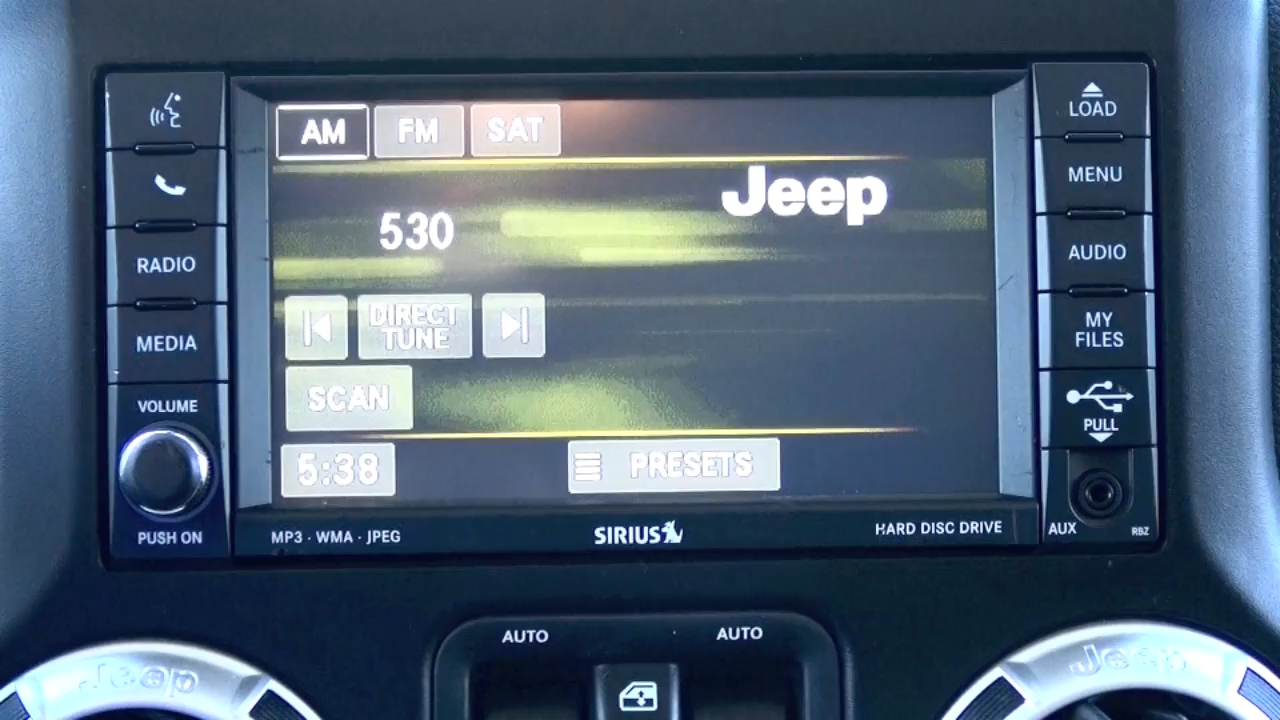 AM FM SAT
Jeep
530
DIRECT
TUNE
SCAN
5:38
PRESETS
RADIO
MEDIA
VOLUME
PUSH ON
LOAD
MENU
AUDIO
MY
FILES
PULL
AUX
RBZ
MP3 · WMA · JPEG
SIRIUS
HARD DISC DRIVE
AUTO
AUTO
Jeep
Jeep